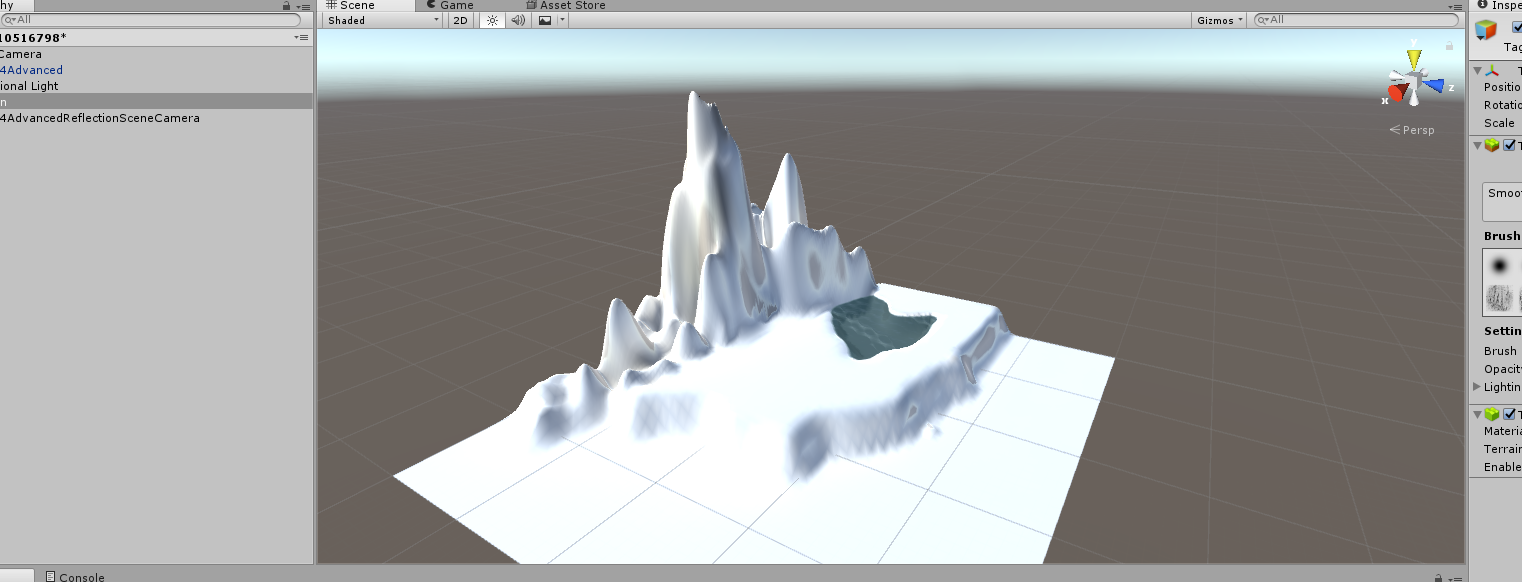 hy
Scene
Game
Asset Store
Inspe
All
Shaded
2D
Gizmos
All
10516798*
Camera
4Advanced
ional Light
n
4AdvancedReflectionSceneCamera
y
x
z
Persp
Tag
T
Positio
Rotatio
Scale
T
Smoot
Brush
Settin
Brush
Opacit
Lightin
T
Materia
Terrain
Enable
Console